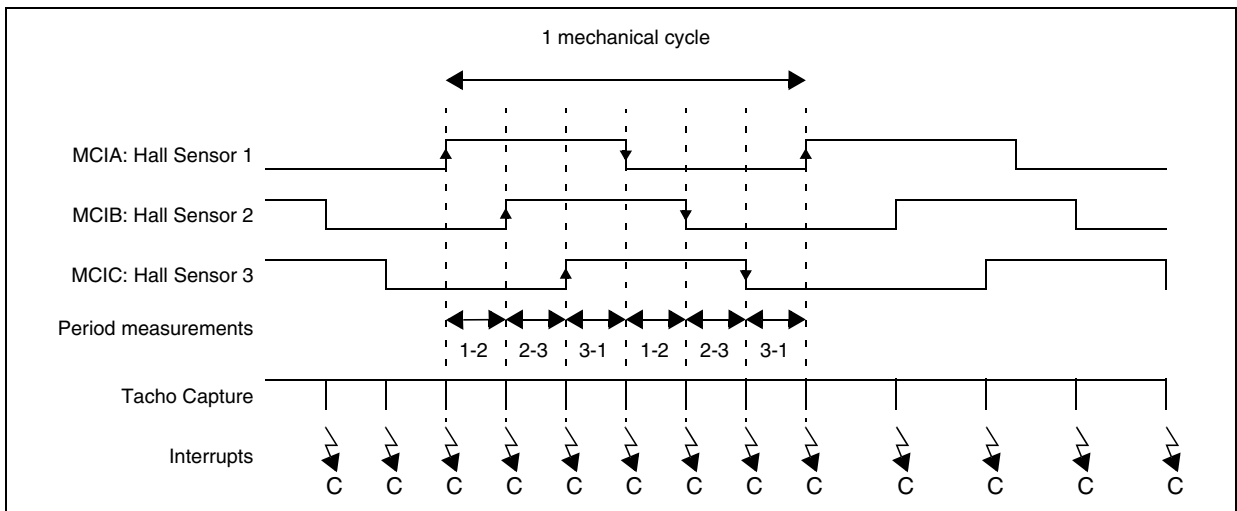 1 mechanical cycle
MCIA: Hall Sensor 1
MCIB: Hall Sensor 2
MCIC: Hall Sensor 3
Period measurements
1-2 2-3 3-1 1-2 2-3 3-1
Tacho Capture
Interrupts
C C C C C C C C C C C C C